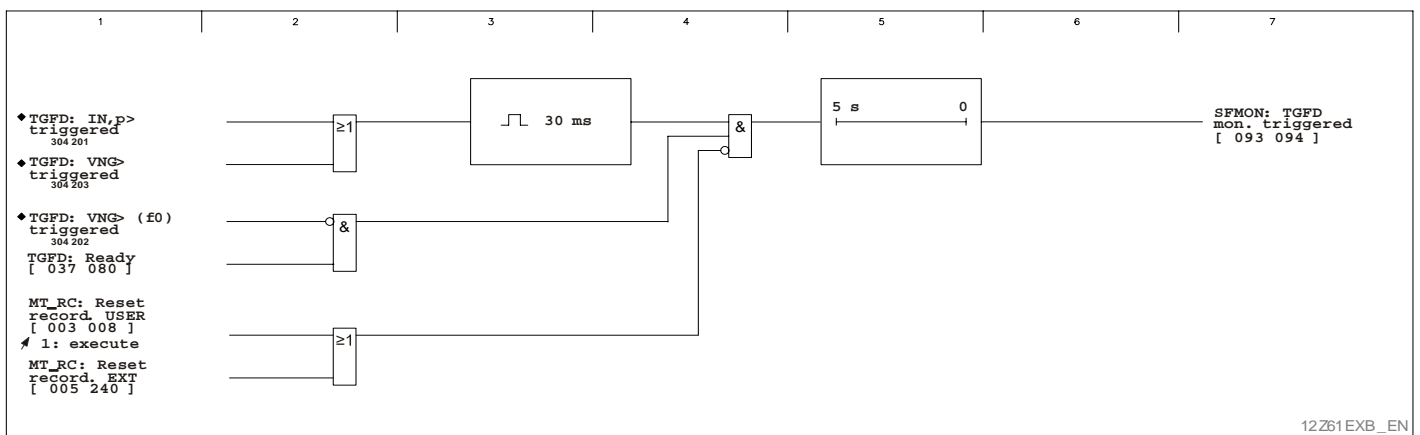 1 2 3 4 5 6 7
◆TGFD: IN,p>
triggered
304 201
◆TGFD: VNG>
triggered
304 203
◆TGFD: VNG> (f0)
triggered
304 202
TGFD: Ready
[ 037 080 ]
MT_RC: Reset
record. USER
[ 003 008 ]
1: execute
MT_RC: Reset
record. EXT
[ 005 240 ]
≥1
&
≥1
30 ms
&
5 s 0
SFMON: TGFD
mon. triggered
[ 093 094 ]
12Z61EXB_EN